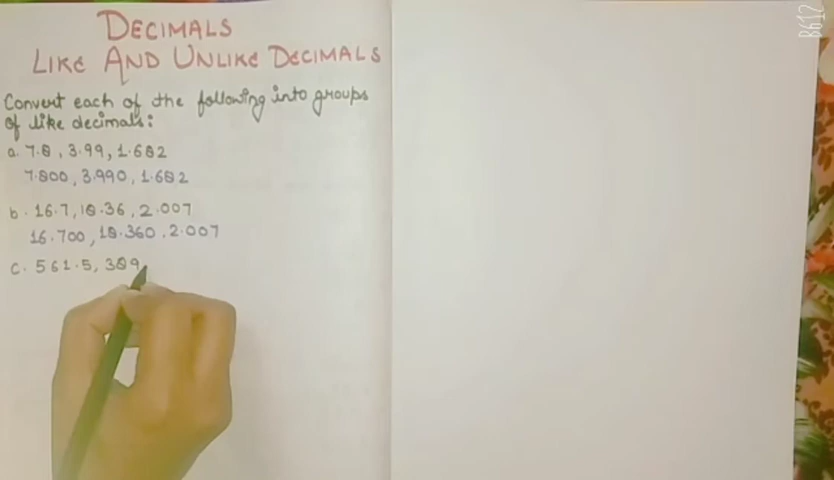 DECIMALS
LIKE AND UNLIKE DECIMALS
Convert each of the following into groups
of like decimals:
a. 7.8, 3.99, 1.682
7.800, 3.990, 1.682
b. 16.7, 18.36, 2.007
16.700, 18.360, 2.007
c. 561.5, 389
B612